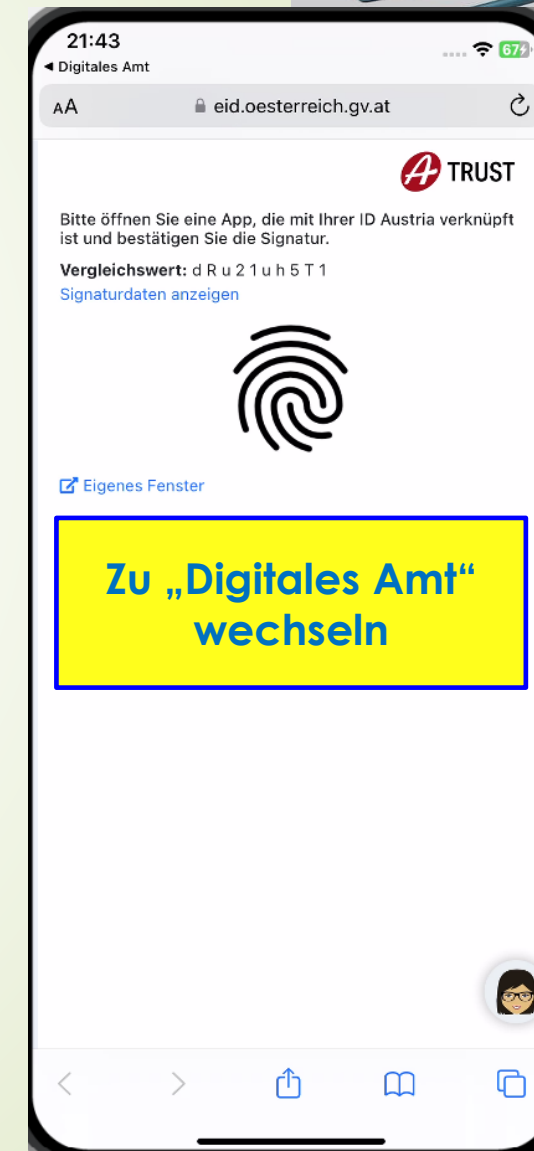 21:43
67
◀ Digitales Amt
AA eid.oesterreich.gv.at
A TRUST
Bitte öffnen Sie eine App, die mit Ihrer ID Austria verknüpft
ist und bestätigen Sie die Signatur.
Vergleichswert: d R u 2 1 u h 5 T 1
Signaturdaten anzeigen
Eigenes Fenster
Zu „Digitales Amt“
wechseln